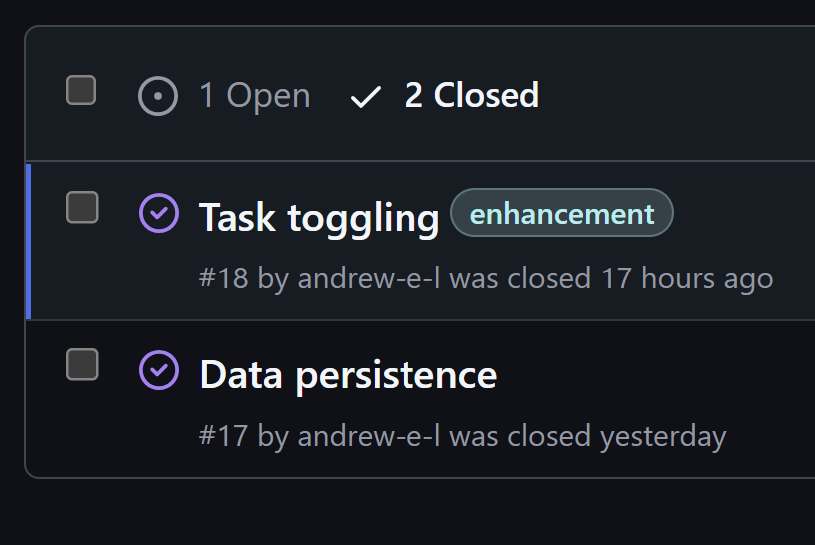 1 Open 2 Closed
Task toggling enhancement
#18 by andrew-e-l was closed 17 hours ago
Data persistence
#17 by andrew-e-l was closed yesterday